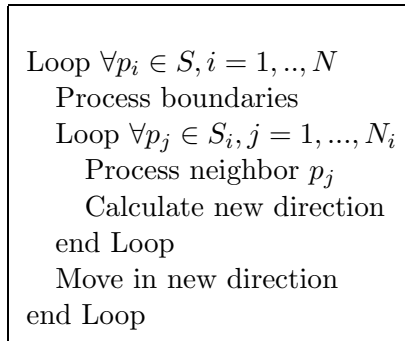 Loop ∀p_i ∈ S, i = 1, .., N
Process boundaries
Loop ∀p_j ∈ S_i, j = 1, ..., N_i
Process neighbor p_j
Calculate new direction
end Loop
Move in new direction
end Loop